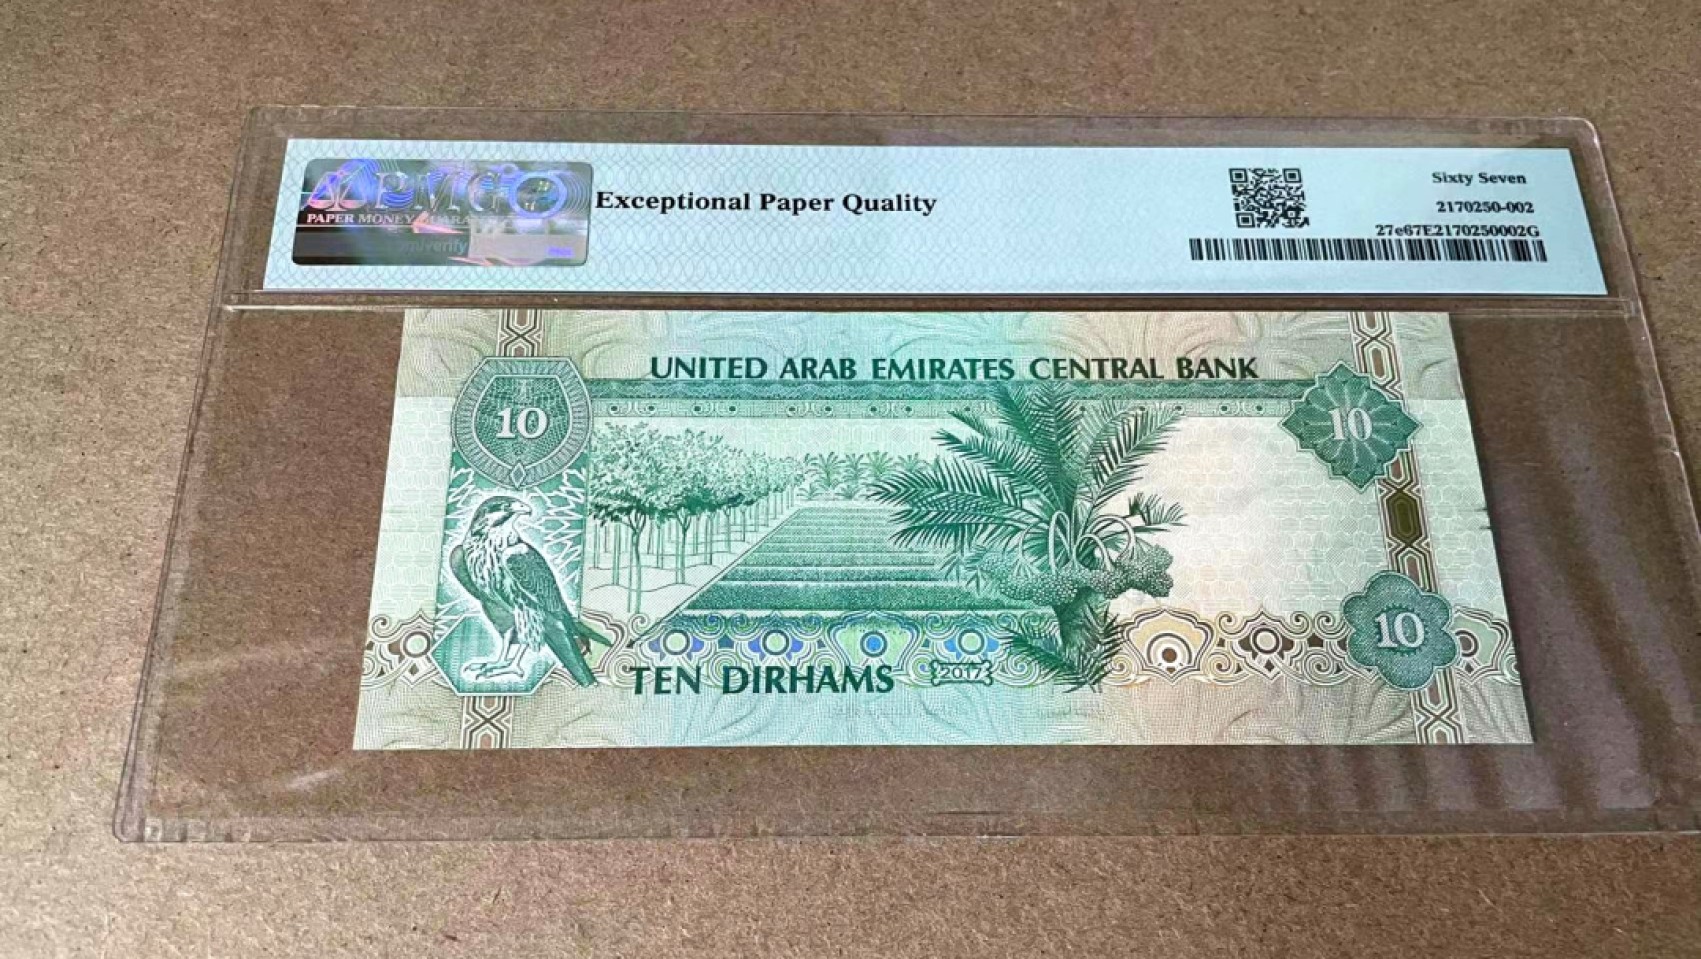 PMG
PAPER MONEY GUARA
Exceptional Paper Quality
Sixty Seven
2170250-002
27e67E2170250002G
UNITED ARAB EMIRATES CENTRAL BANK
10
10
10
TEN DIRHAMS
2017